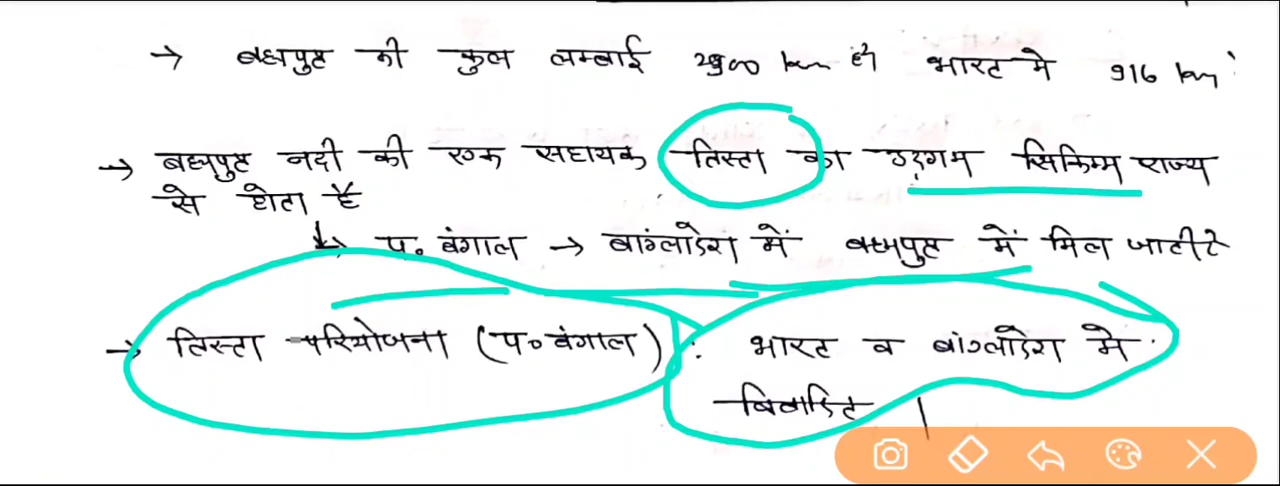 → ब्रह्मपुत्र की कुल लम्बाई 2900 km है, भारत में 916 km
→ ब्रह्मपुत्र नदी की एक सहायक तिस्ता का उद्गम सिक्किम राज्य
से होता है
↳ प० बंगाल → बांग्लादेश में ब्रह्मपुत्र में मिल जाती है
→ तिस्ता परियोजना (प० बंगाल) : भारत व बांग्लादेश में
विवादित |